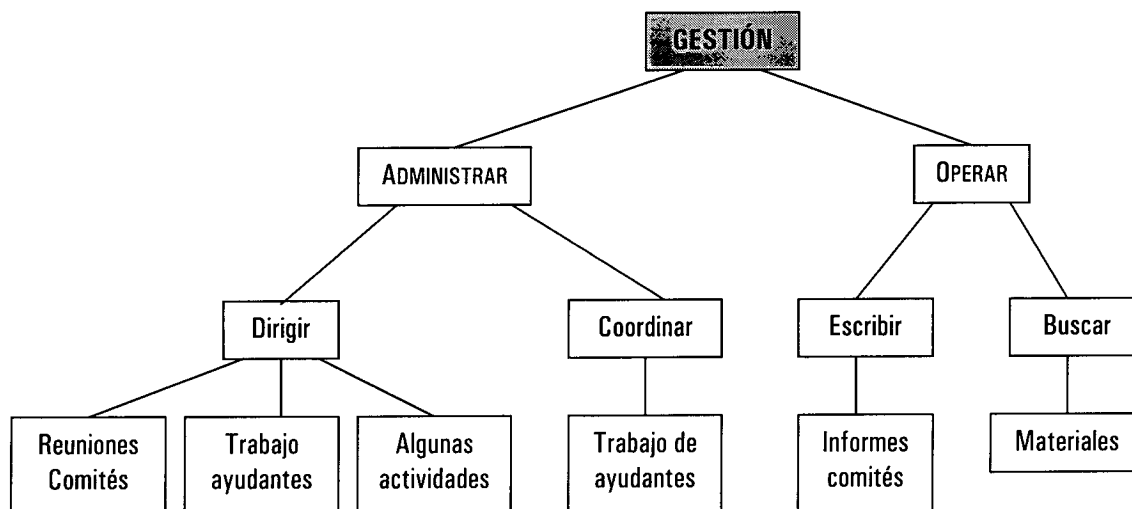 GESTIÓN
ADMINISTRAR
OPERAR
Dirigir
Coordinar
Escribir
Buscar
Reuniones
Comités
Trabajo
ayudantes
Algunas
actividades
Trabajo de
ayudantes
Informes
comités
Materiales